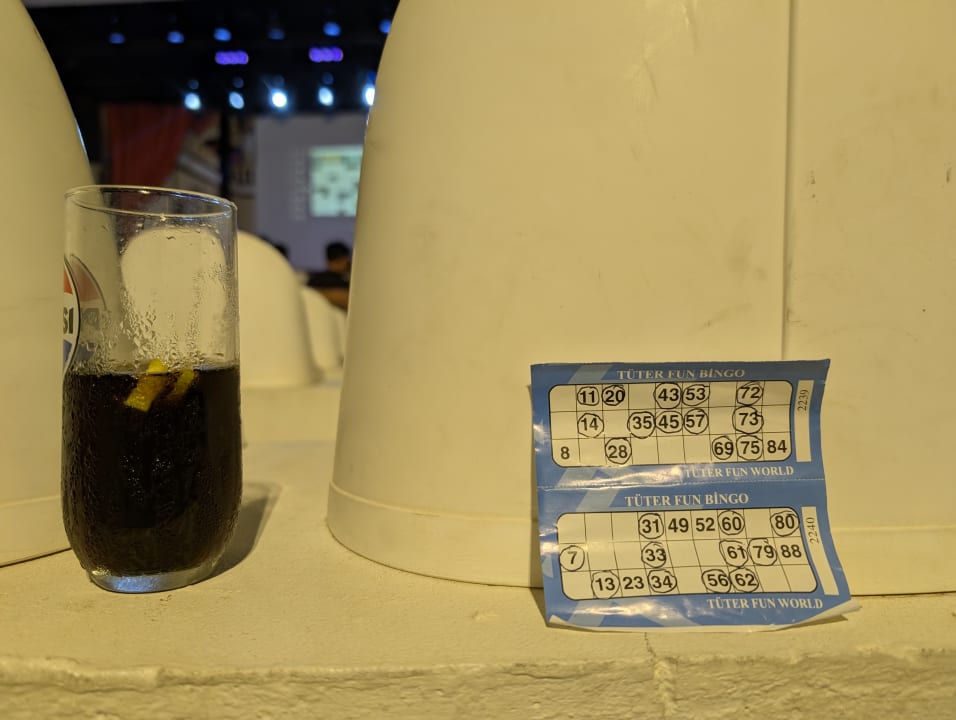 SI
TÜTER FUN BİNGO
11 20 43 53 72
14 35 45 57 73
8 28 69 75 84
2239
TÜTER FUN WORLD
TÜTER FUN BİNGO
31 49 52 60 80
7 33 61 79 88
13 23 34 56 62
2240
TÜTER FUN WORLD